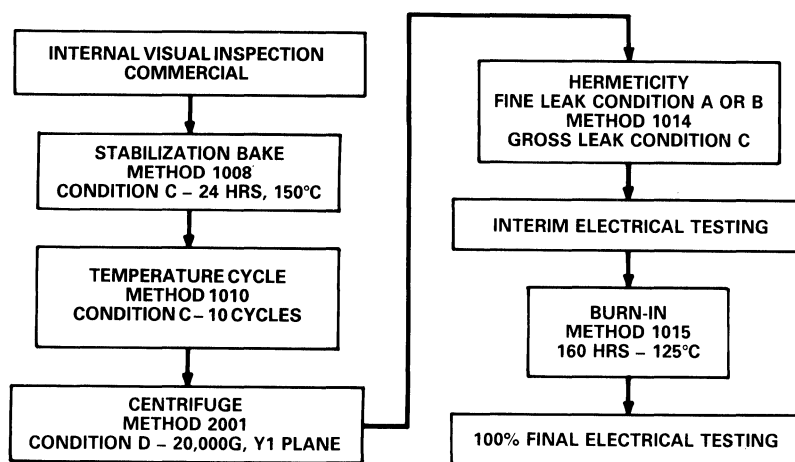 INTERNAL VISUAL INSPECTION
COMMERCIAL
STABILIZATION BAKE
METHOD 1008
CONDITION C – 24 HRS, 150°C
TEMPERATURE CYCLE
METHOD 1010
CONDITION C – 10 CYCLES
CENTRIFUGE
METHOD 2001
CONDITION D – 20,000G, Y1 PLANE
HERMETICITY
FINE LEAK CONDITION A OR B
METHOD 1014
GROSS LEAK CONDITION C
INTERIM ELECTRICAL TESTING
BURN-IN
METHOD 1015
160 HRS – 125°C
100% FINAL ELECTRICAL TESTING